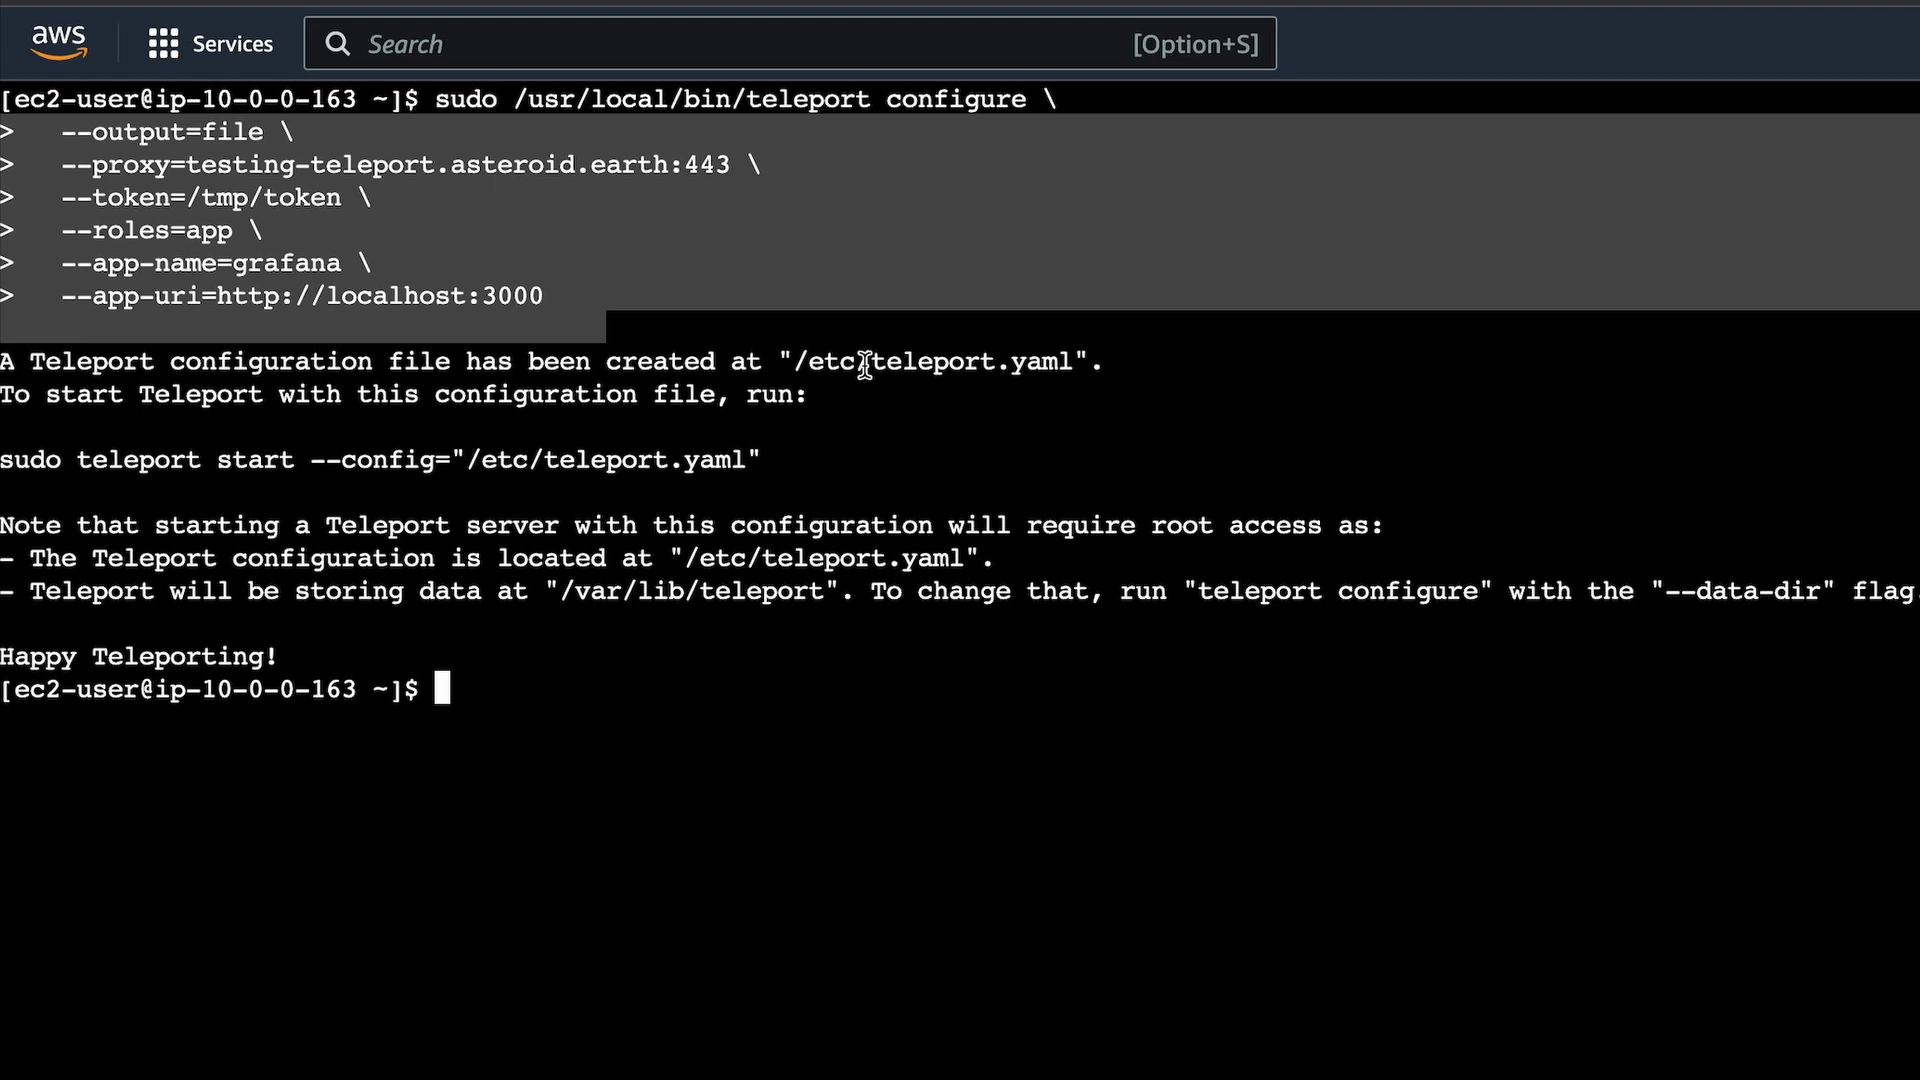 aws Services Search [Option+S]
[ec2-user@ip-10-0-0-163 ~]$ sudo /usr/local/bin/teleport configure \
>   --output=file \
>   --proxy=testing-teleport.asteroid.earth:443 \
>   --token=/tmp/token \
>   --roles=app \
>   --app-name=grafana \
>   --app-uri=http://localhost:3000
A Teleport configuration file has been created at "/etc/teleport.yaml".
To start Teleport with this configuration file, run:
sudo teleport start --config="/etc/teleport.yaml"
Note that starting a Teleport server with this configuration will require root access as:
- The Teleport configuration is located at "/etc/teleport.yaml".
- Teleport will be storing data at "/var/lib/teleport". To change that, run "teleport configure" with the "--data-dir" flag.
Happy Teleporting!
[ec2-user@ip-10-0-0-163 ~]$